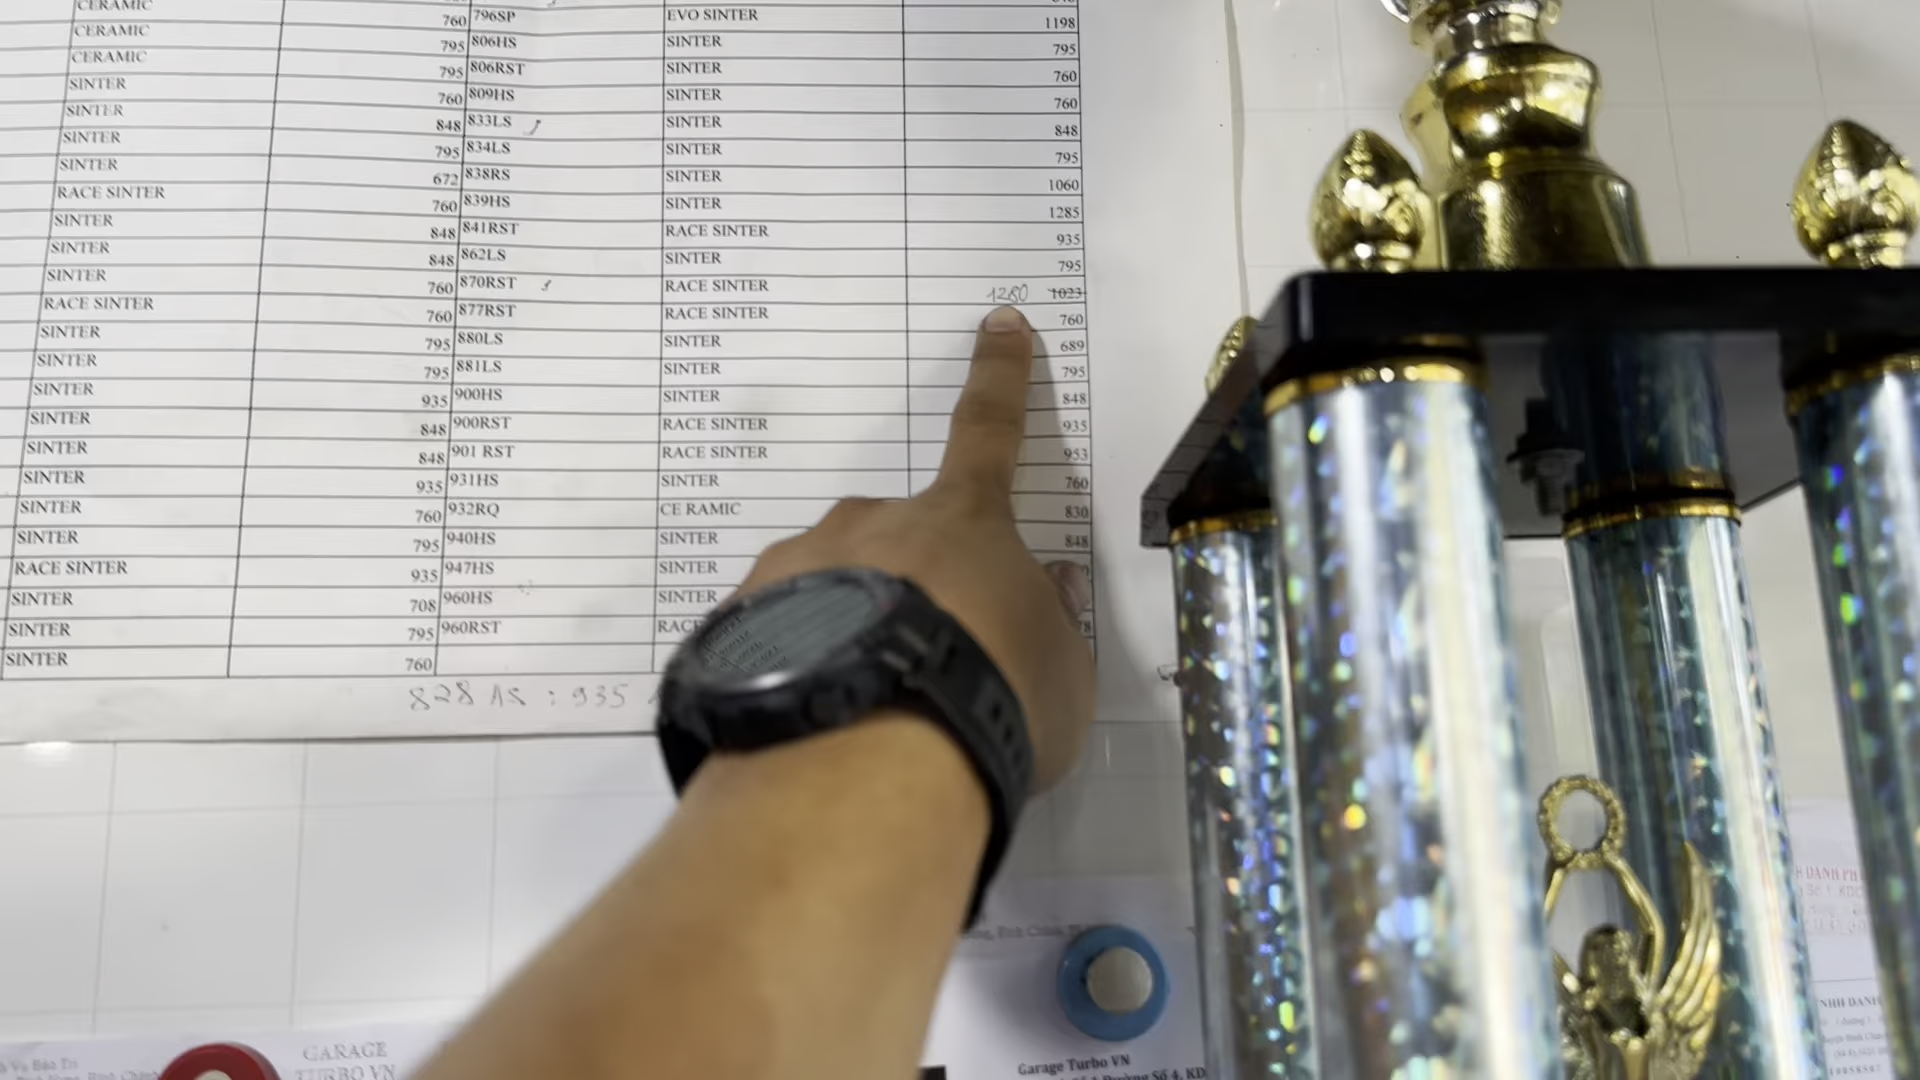 CERAMIC 760 796SP EVO SINTER 1198
CERAMIC 795 806HS SINTER 795
CERAMIC 795 806RST SINTER 760
SINTER 760 809HS SINTER 760
SINTER 848 833LS SINTER 848
SINTER 795 834LS SINTER 795
SINTER 672 838RS SINTER 1060
RACE SINTER 760 839HS SINTER 1285
SINTER 848 841RST RACE SINTER 935
SINTER 848 862LS SINTER 795
SINTER 760 870RST RACE SINTER 1280 1023
RACE SINTER 760 877RST RACE SINTER 760
SINTER 795 880LS SINTER 689
SINTER 795 881LS SINTER 795
SINTER 935 900HS SINTER 848
SINTER 848 900RST RACE SINTER 935
SINTER 848 901 RST RACE SINTER 953
SINTER 935 931HS SINTER 760
SINTER 760 932RQ CE RAMIC 830
SINTER 795 940HS SINTER 848
RACE SINTER 935 947HS SINTER
SINTER 708 960HS SINTER
SINTER 795 960RST RACE
SINTER 760
828 HS : 935
GARAGE
TURBO VN
Garage Turbo VN
Đường Số 4, KD